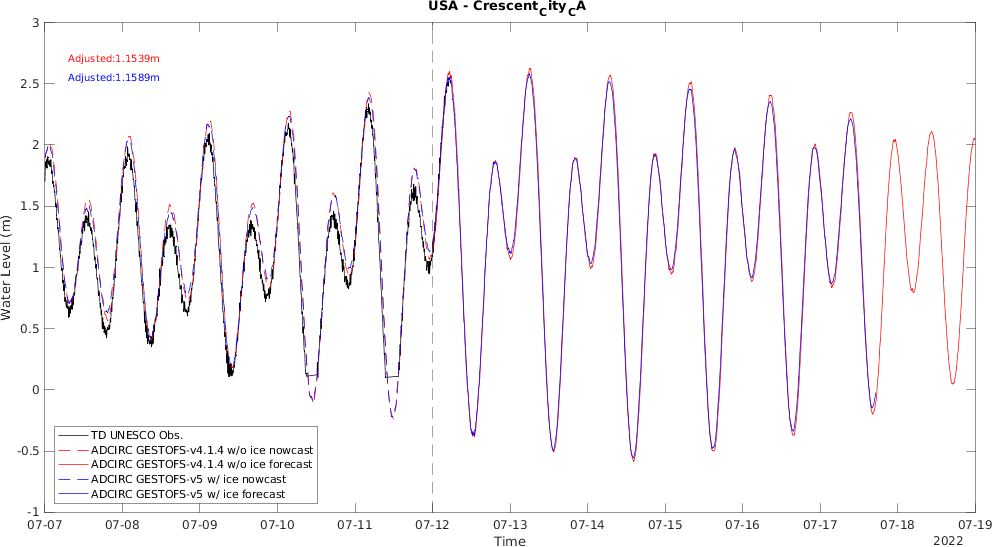 USA - Crescent_City_CA
Adjusted:1.1539m
Adjusted:1.1589m
Water Level (m)
3
2.5
2
1.5
1
0.5
0
-0.5
-1
TD UNESCO Obs.
ADCIRC GESTOFS-v4.1.4 w/o ice nowcast
ADCIRC GESTOFS-v4.1.4 w/o ice forecast
ADCIRC GESTOFS-v5 w/ ice nowcast
ADCIRC GESTOFS-v5 w/ ice forecast
07-07 07-08 07-09 07-10 07-11 07-12 07-13 07-14 07-15 07-16 07-17 07-18 07-19
Time
2022